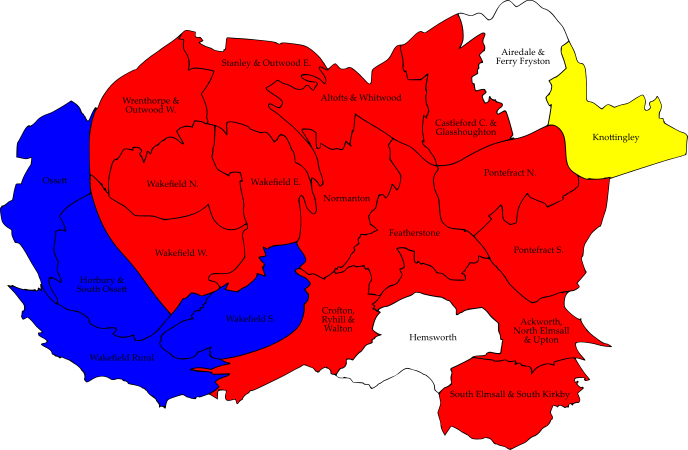 Airedale &
Ferry Fryston
Stanley & Outwood E.
Altofts & Whitwood
Wrenthorpe &
Outwood W.
Castleford C. &
Glasshoughton
Knottingley
Ossett
Wakefield N.
Wakefield E.
Pontefract N.
Normanton
Featherstone
Wakefield W.
Pontefract S.
Horbury &
South Ossett
Wakefield S.
Crofton,
Ryhill &
Walton
Ackworth,
North Elmsall
& Upton
Hemsworth
Wakefield Rural
South Elmsall & South Kirkby